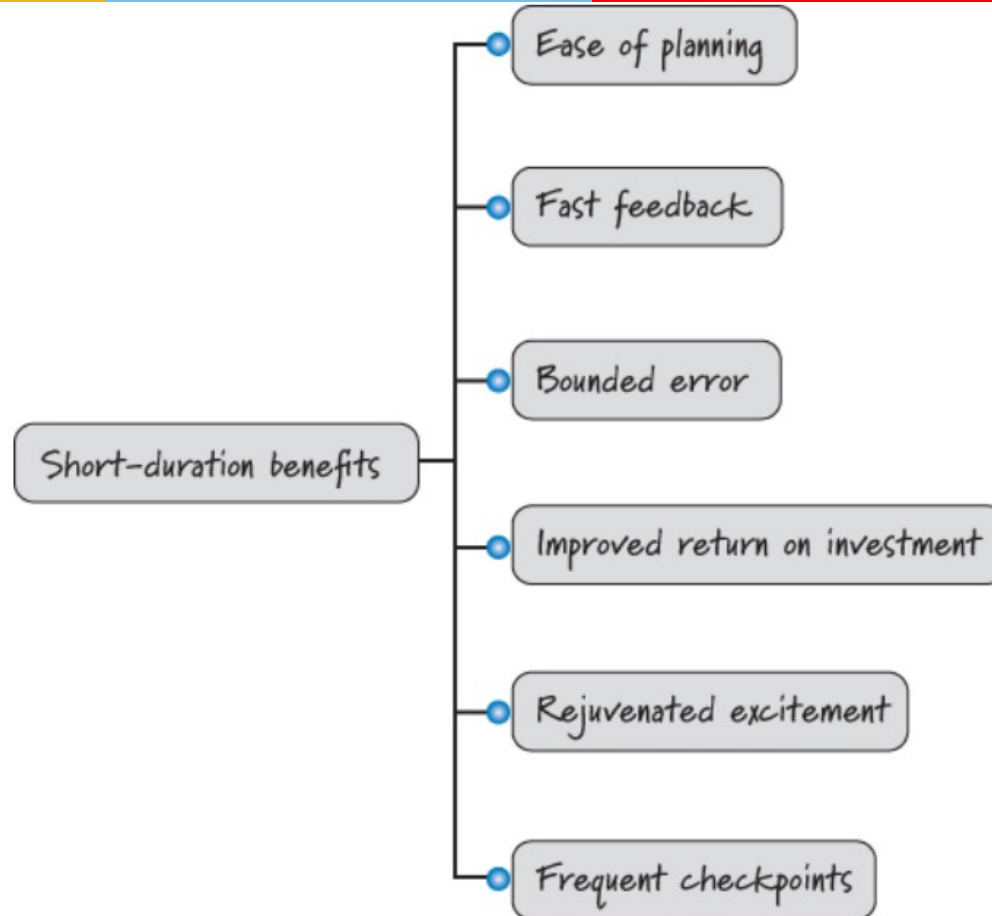 Ease of planning
Fast feedback
Bounded error
Short-duration benefits
Improved return on investment
Rejuvenated excitement
Frequent checkpoints